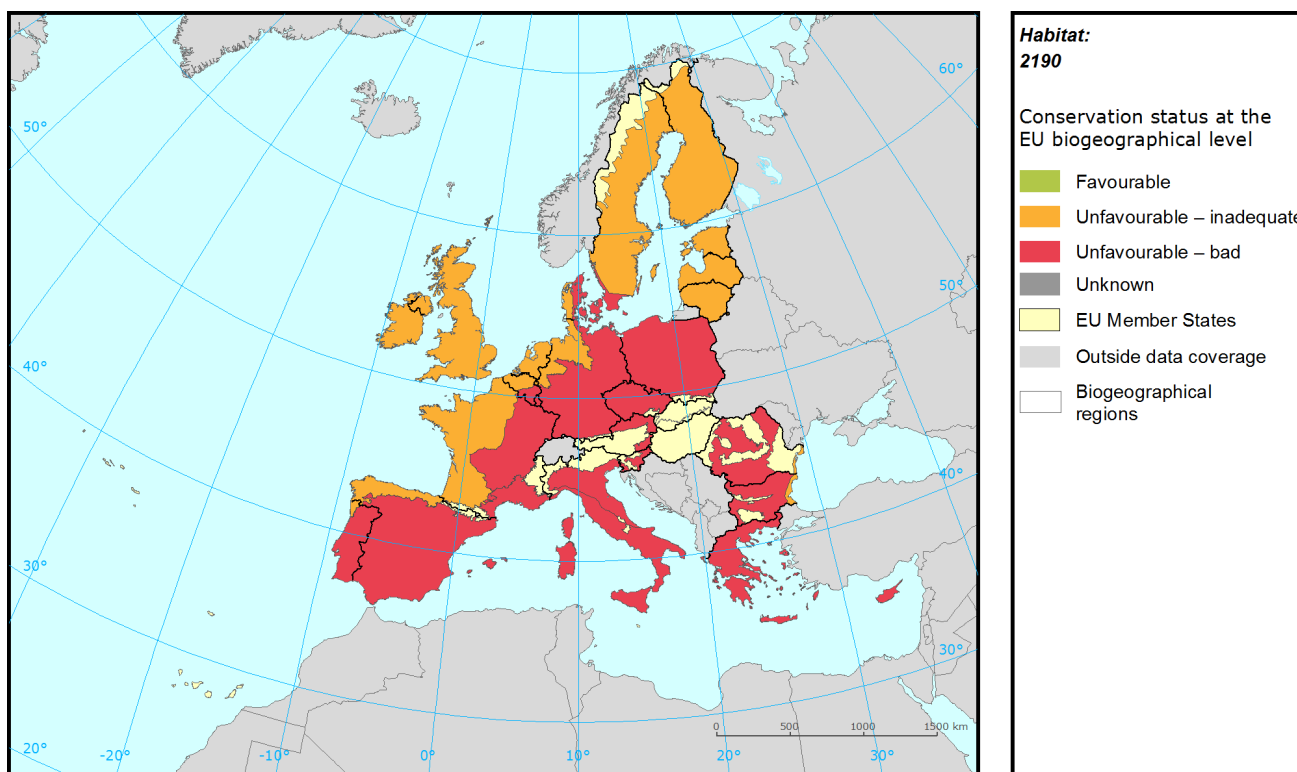 Habitat:
2190
Conservation status at the
EU biogeographical level
Favourable
Unfavourable – inadequate
Unfavourable – bad
Unknown
EU Member States
Outside data coverage
Biogeographical
regions
60°
50°
50°
40°
40°
30°
30°
0 500 1000 1500 km
20° -20° -10° 0° 10° 20° 30°